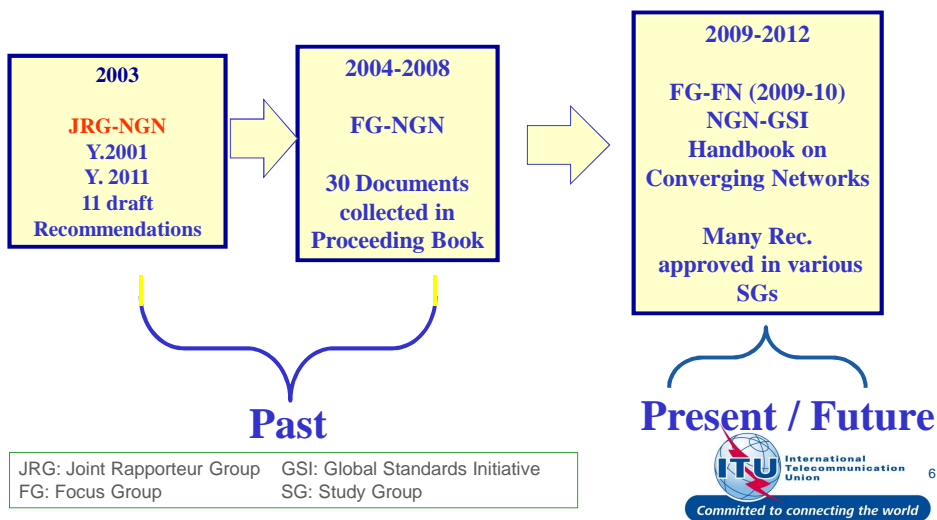 2003
JRG-NGN
Y.2001
Y. 2011
11 draft
Recommendations
2004-2008
FG-NGN
30 Documents
collected in
Proceeding Book
2009-2012
FG-FN (2009-10)
NGN-GSI
Handbook on
Converging Networks
Many Rec.
approved in various
SGs
Past
Present / Future
JRG: Joint Rapporteur Group GSI: Global Standards Initiative
FG: Focus Group SG: Study Group
ITU
International
Telecommunication
Union
6
Committed to connecting the world